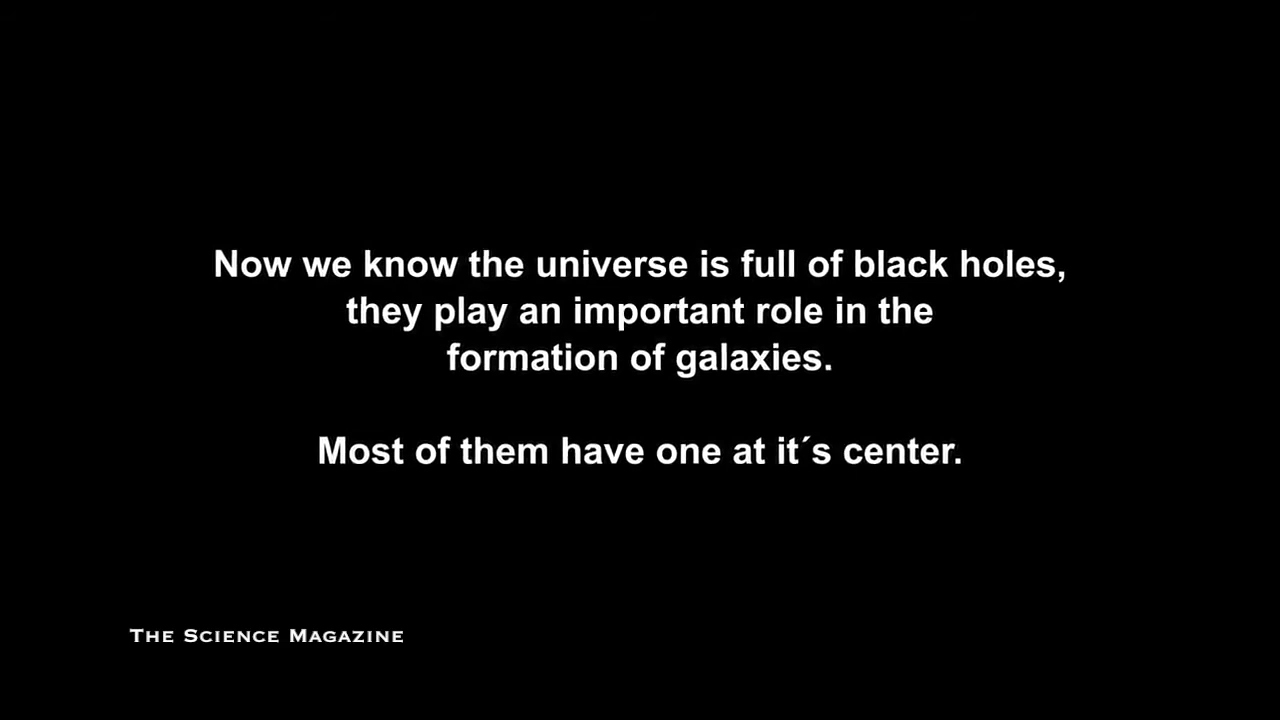 Now we know the universe is full of black holes,
they play an important role in the
formation of galaxies.
Most of them have one at it´s center.
The Science Magazine